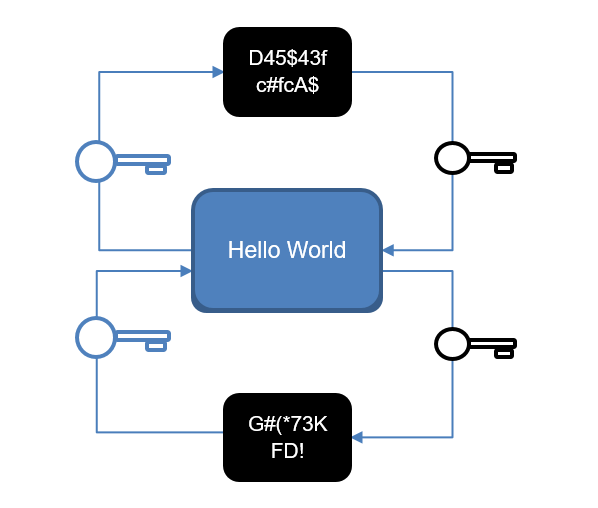 D45$43f
c#fcA$
Hello World
G#(*73K
FD!